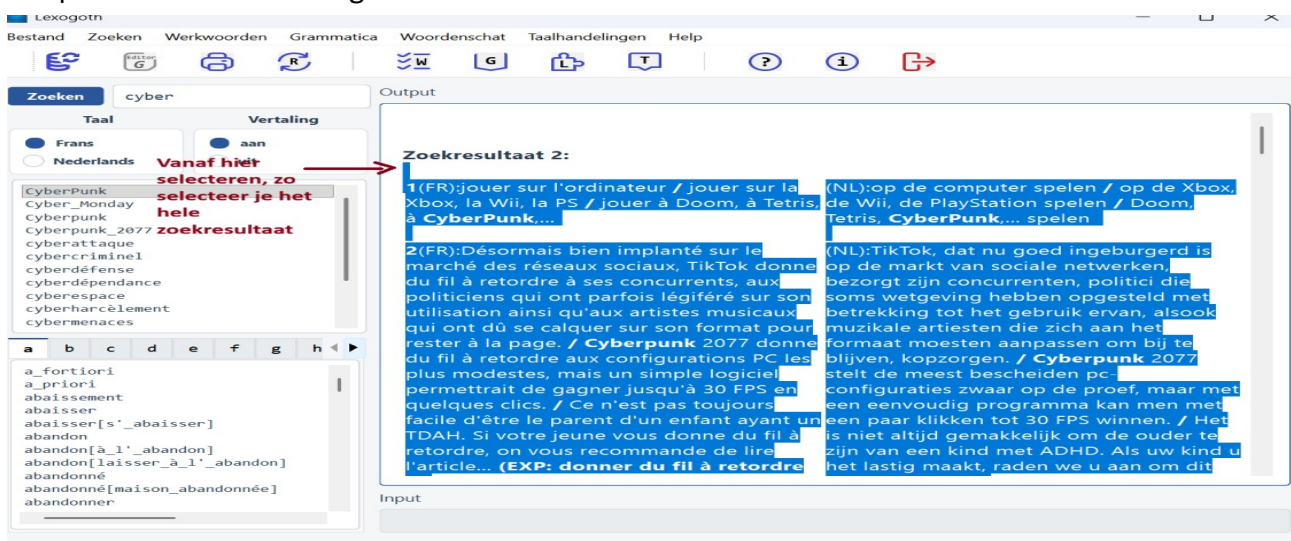 Lexogoth
Bestand Zoeken Werkwoorden Grammatica Woordenschat Taalhandelingen Help
Editor G R W G L T ? i
Zoeken cyber
Taal Vertaling
Frans aan
Nederlands
Vanaf hier
selecteren, zo
selecteer je het
hele
zoekresultaat
CyberPunk
Cyber_Monday
Cyberpunk
Cyberpunk_2077
cyberattaque
cybercriminel
cyberdéfense
cyberdépendance
cyberespace
cyberharcèlement
cybermenaces
a b c d e f g h
a_fortiori
a_priori
abaissement
abaisser
abaisser[s'_abaisser]
abandon
abandon[à_l'_abandon]
abandon[laisser_à_l'_abandon]
abandonné
abandonné[maison_abandonnée]
abandonner
Output
Zoekresultaat 2:
1(FR):jouer sur l'ordinateur / jouer sur la
Xbox, la Wii, la PS / jouer à Doom, à Tetris,
à CyberPunk,...
(NL):op de computer spelen / op de Xbox,
de Wii, de PlayStation spelen / Doom,
Tetris, CyberPunk,... spelen
2(FR):Désormais bien implanté sur le
marché des réseaux sociaux, TikTok donne
du fil à retordre à ses concurrents, aux
politiciens qui ont parfois légiféré sur son
utilisation ainsi qu'aux artistes musicaux
qui ont dû se calquer sur son format pour
rester à la page. / Cyberpunk 2077 donne
du fil à retordre aux configurations PC les
plus modestes, mais un simple logiciel
permettrait de gagner jusqu'à 30 FPS en
quelques clics. / Ce n'est pas toujours
facile d'être le parent d'un enfant ayant un
TDAH. Si votre jeune vous donne du fil à
retordre, on vous recommande de lire
l'article... (EXP: donner du fil à retordre
(NL):TikTok, dat nu goed ingeburgerd is
op de markt van sociale netwerken,
bezorgt zijn concurrenten, politici die
soms wetgeving hebben opgesteld met
betrekking tot het gebruik ervan, alsook
muzikale artiesten die zich aan het
formaat moesten aanpassen om bij te
blijven, kopzorgen. / Cyberpunk 2077
stelt de meest bescheiden pc-
configuraties zwaar op de proef, maar met
een eenvoudig programma kan men met
een paar klikken tot 30 FPS winnen. / Het
is niet altijd gemakkelijk om de ouder te
zijn van een kind met ADHD. Als uw kind u
het lastig maakt, raden we u aan om dit
Input